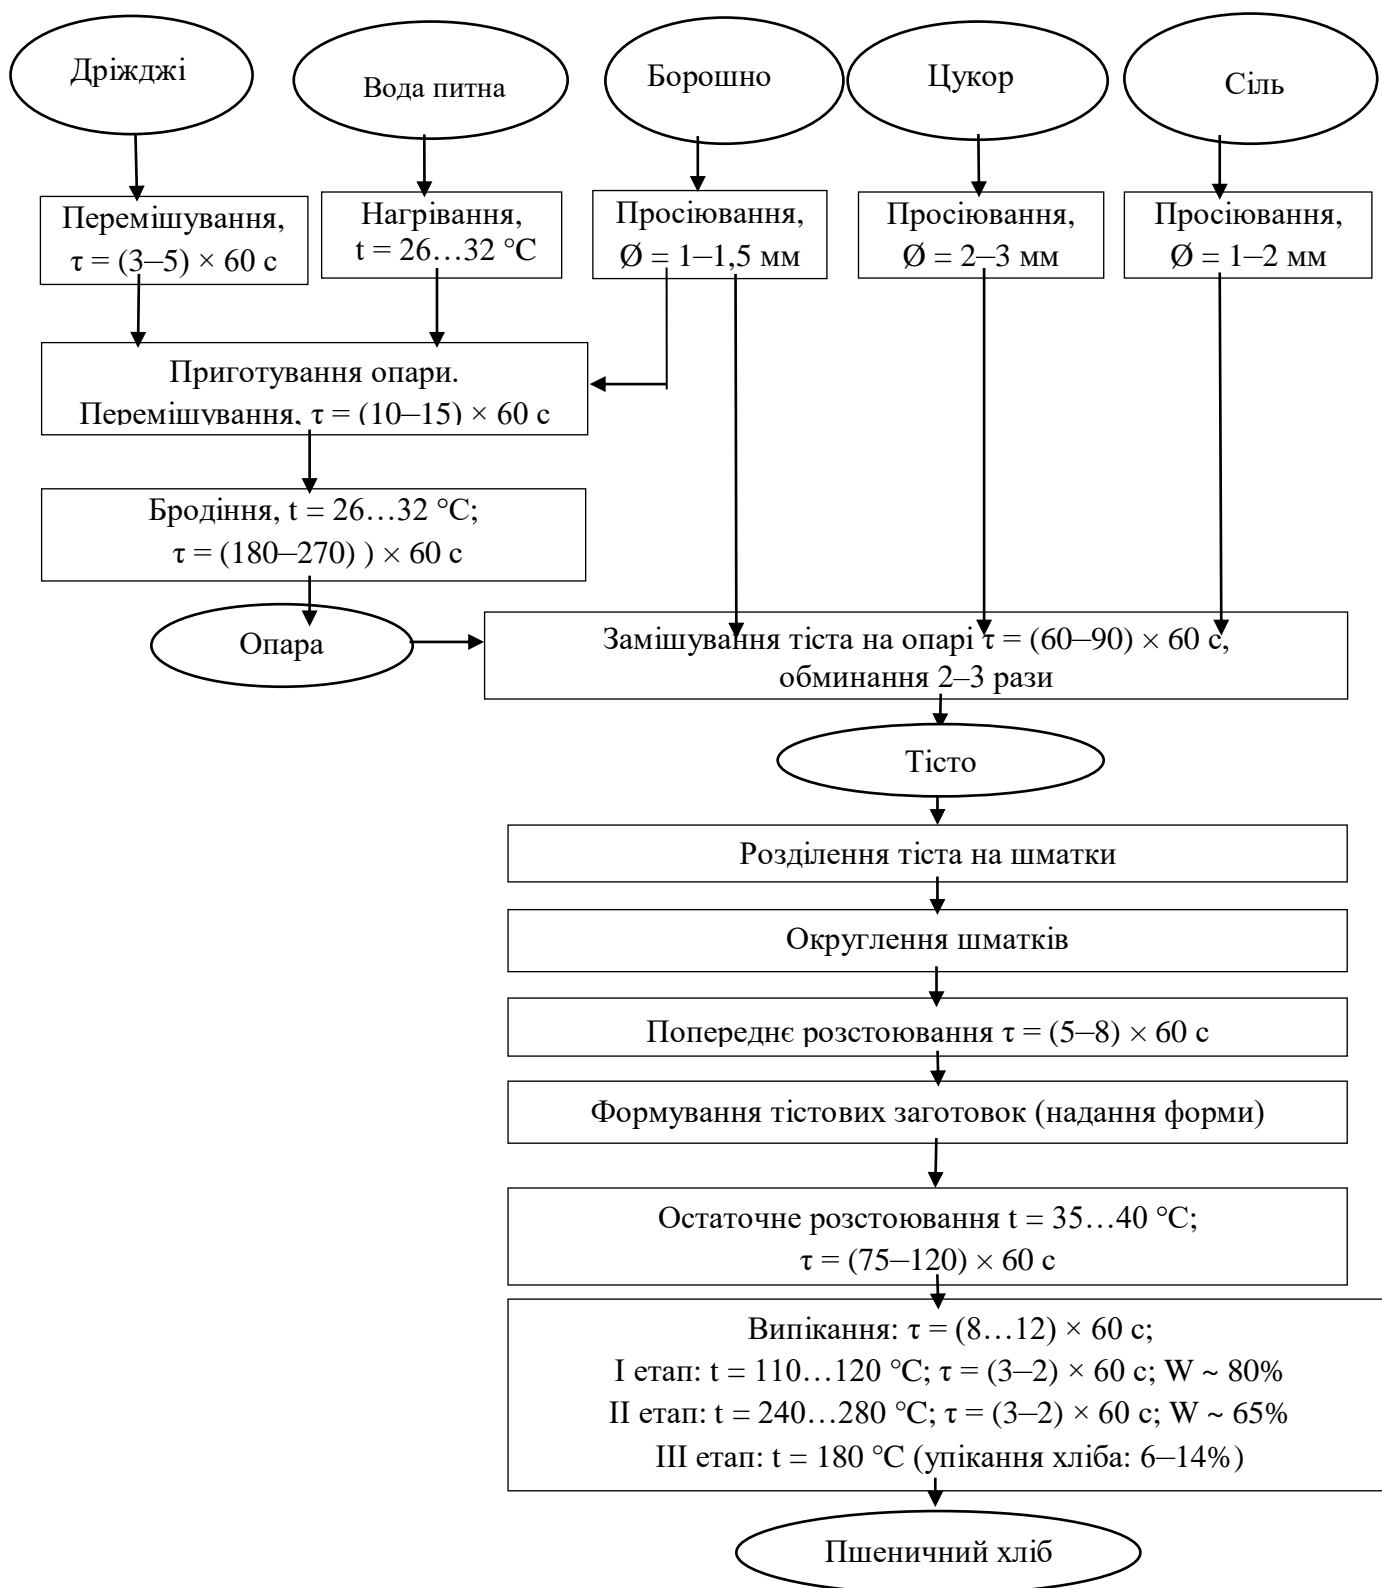 Дріжджі
Вода питна
Борошно
Цукор
Сіль
Перемішування,
τ = (3–5) × 60 с
Нагрівання,
t = 26…32 °С
Просіювання,
Ø = 1–1,5 мм
Просіювання,
Ø = 2–3 мм
Просіювання,
Ø = 1–2 мм
Приготування опари.
Перемішування, τ = (10–15) × 60 с
Бродіння, t = 26…32 °С;
τ = (180–270) ) × 60 с
Опара
Замішування тіста на опарі τ = (60–90) × 60 с,
обминання 2–3 рази
Тісто
Розділення тіста на шматки
Округлення шматків
Попереднє розстоювання τ = (5–8) × 60 с
Формування тістових заготовок (надання форми)
Остаточне розстоювання t = 35…40 °С;
τ = (75–120) × 60 с
Випікання: τ = (8…12) × 60 с;
І етап: t = 110…120 °С; τ = (3–2) × 60 с; W ~ 80%
ІІ етап: t = 240…280 °С; τ = (3–2) × 60 с; W ~ 65%
ІІІ етап: t = 180 °С (упікання хліба: 6–14%)
Пшеничний хліб